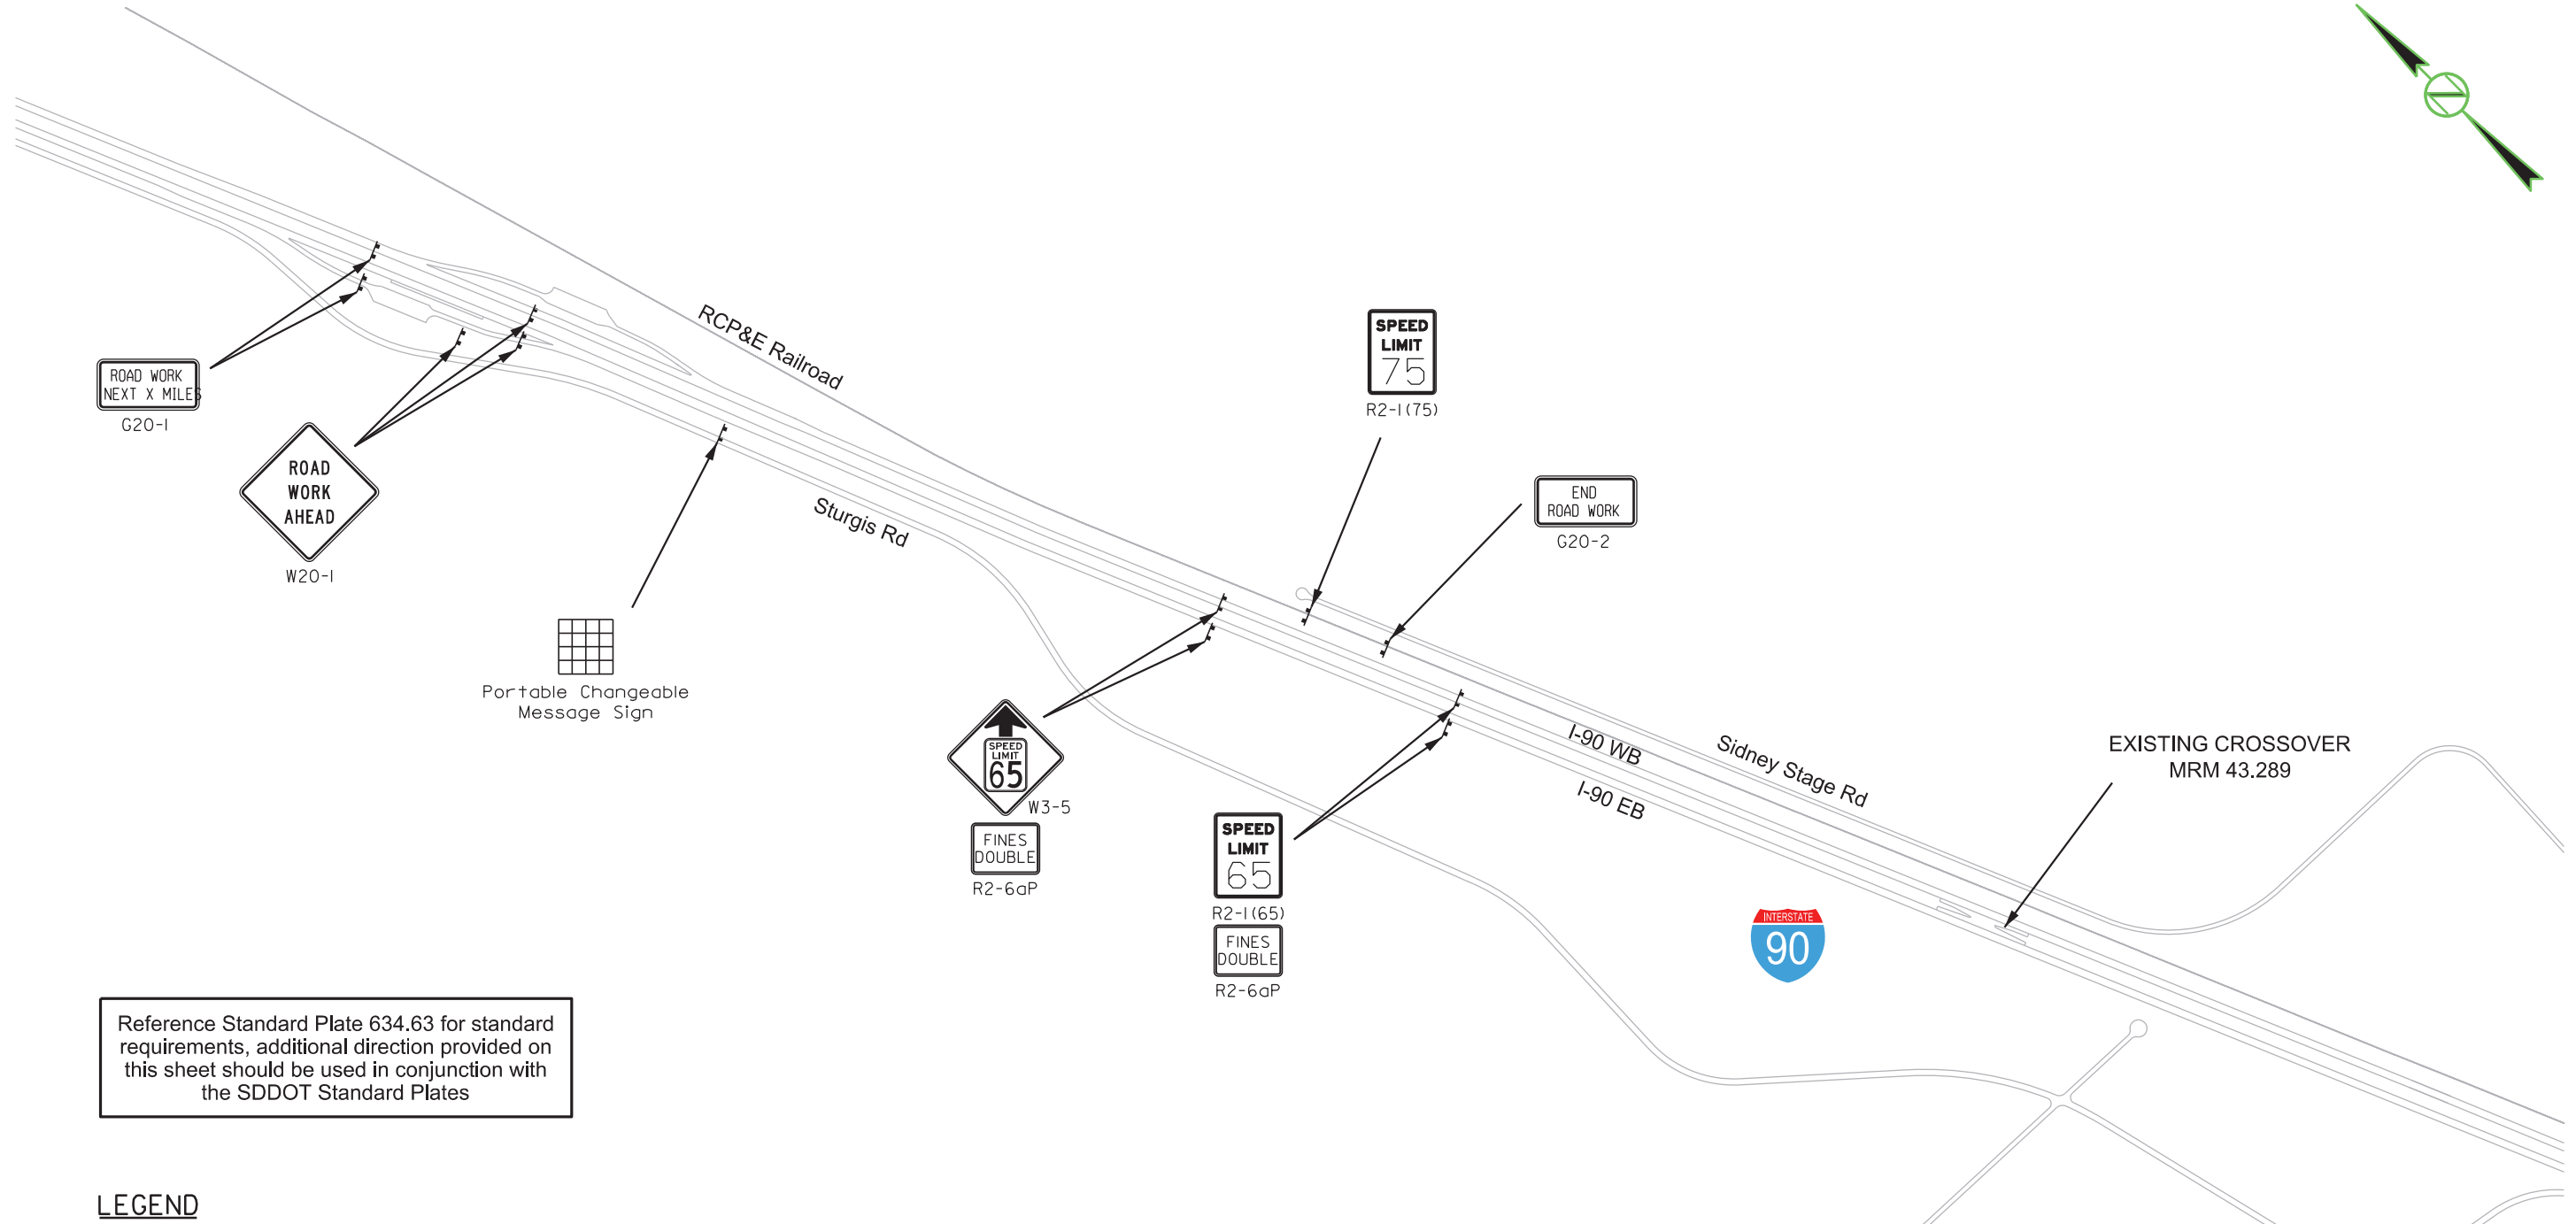 RCP&E Railroad
SPEED
LIMIT
75
R2-1(75)
ROAD WORK
NEXT X MILES
G20-1
ROAD
WORK
AHEAD
W20-1
END
ROAD WORK
G20-2
Sturgis Rd
Portable Changeable
Message Sign
SPEED
LIMIT
65
W3-5
FINES
DOUBLE
R2-6aP
I-90 WB
I-90 EB
Sidney Stage Rd
EXISTING CROSSOVER
MRM 43.289
SPEED
LIMIT
65
R2-1(65)
FINES
DOUBLE
R2-6aP
INTERSTATE
90
Reference Standard Plate 634.63 for standard
requirements, additional direction provided on
this sheet should be used in conjunction with
the SDDOT Standard Plates
LEGEND